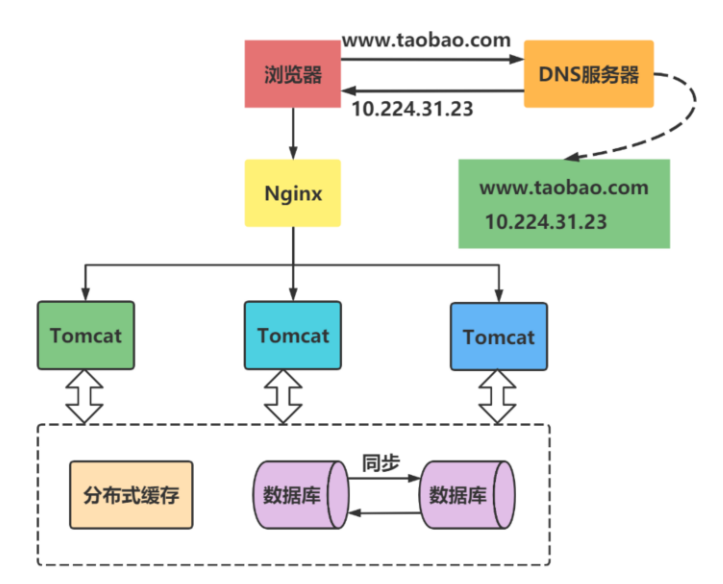 www.taobao.com
浏览器
DNS服务器
10.224.31.23
Nginx
www.taobao.com
10.224.31.23
Tomcat
Tomcat
Tomcat
分布式缓存
数据库
同步
数据库